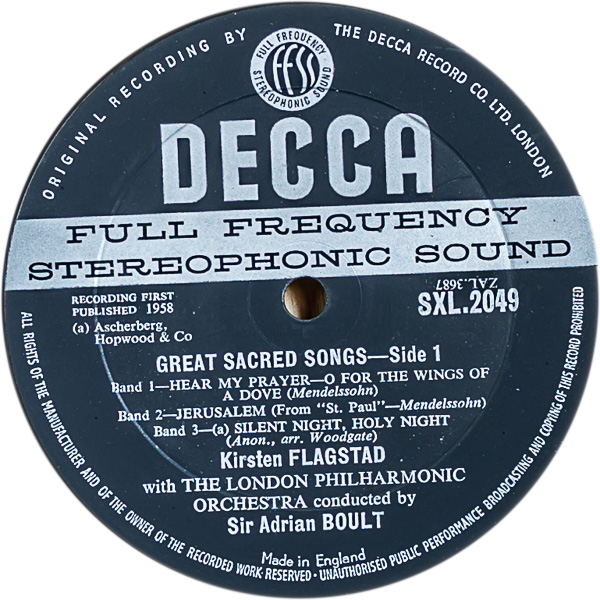 ORIGINAL RECORDING BY
THE DECCA RECORD CO. LTD. LONDON
FULL FREQUENCY
FFSS
STEREOPHONIC SOUND
DECCA
FULL FREQUENCY
STEREOPHONIC SOUND
RECORDING FIRST
PUBLISHED 1958
(a) Ascherberg,
Hopwood & Co
ZAL.3687
SXL.2049
GREAT SACRED SONGS—Side 1
Band 1—HEAR MY PRAYER—O FOR THE WINGS OF
A DOVE (Mendelssohn)
Band 2—JERUSALEM (From "St. Paul"—Mendelssohn)
Band 3—(a) SILENT NIGHT, HOLY NIGHT
(Anon., arr. Woodgate)
Kirsten FLAGSTAD
with THE LONDON PHILHARMONIC
ORCHESTRA conducted by
Sir Adrian BOULT
Made in England
ALL RIGHTS OF THE MANUFACTURER AND OF THE OWNER OF THE RECORDED WORK RESERVED · UNAUTHORISED PUBLIC PERFORMANCE BROADCASTING AND COPYING OF THIS RECORD PROHIBITED